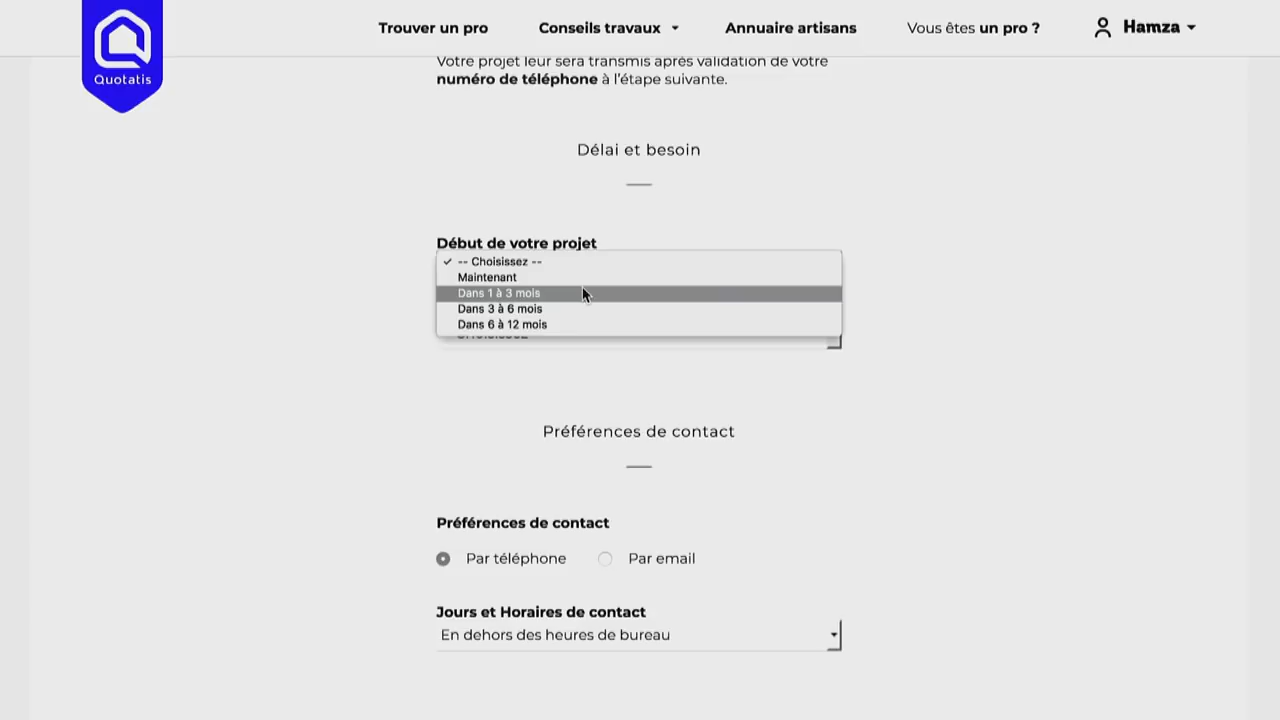 Trouver un pro Conseils travaux Annuaire artisans Vous êtes un pro ? Hamza
Quotatis
Votre projet leur sera transmis après validation de votre
numéro de téléphone à l'étape suivante.
Délai et besoin
Début de votre projet
✓ -- Choisissez --
Maintenant
Dans 1 à 3 mois
Dans 3 à 6 mois
Dans 6 à 12 mois
Préférences de contact
Préférences de contact
Par téléphone Par email
Jours et Horaires de contact
En dehors des heures de bureau